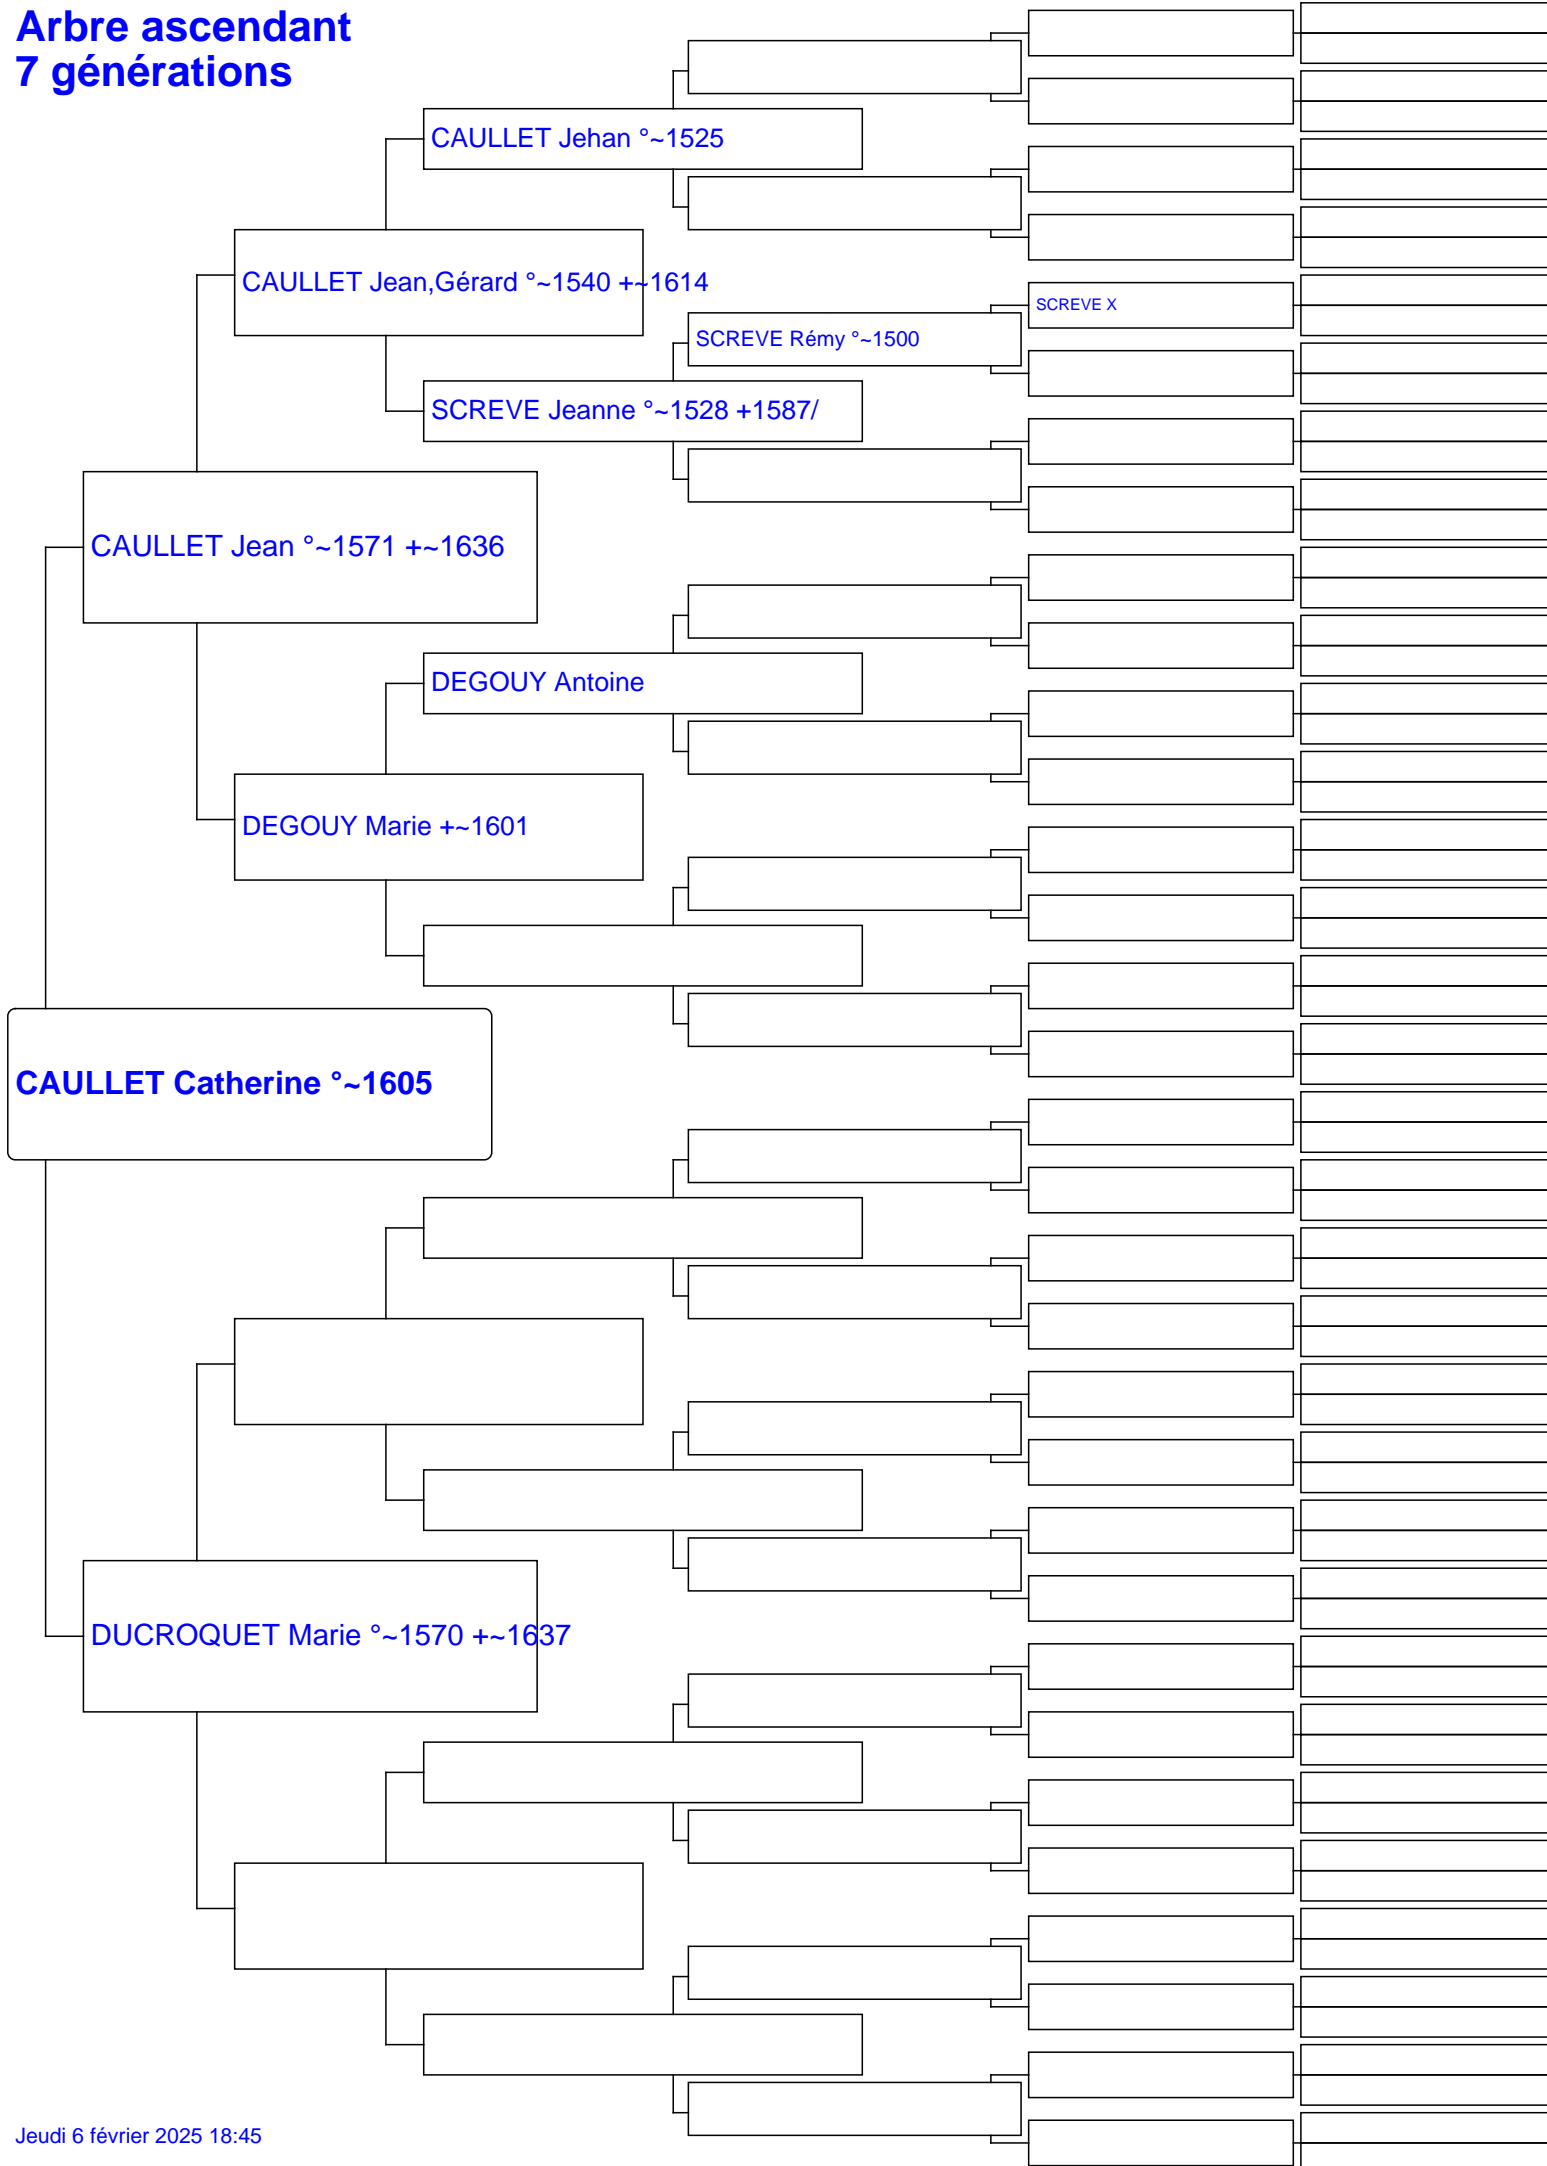 Arbre ascendant
7 générations
CAULLET Jehan °~1525
CAULLET Jean,Gérard °~1540 +~1614
SCREVE X
SCREVE Rémy °~1500
SCREVE Jeanne °~1528 +1587/
CAULLET Jean °~1571 +~1636
DEGOUY Antoine
DEGOUY Marie +~1601
CAULLET Catherine °~1605
DUCROQUET Marie °~1570 +~1637
Jeudi 6 février 2025 18:45